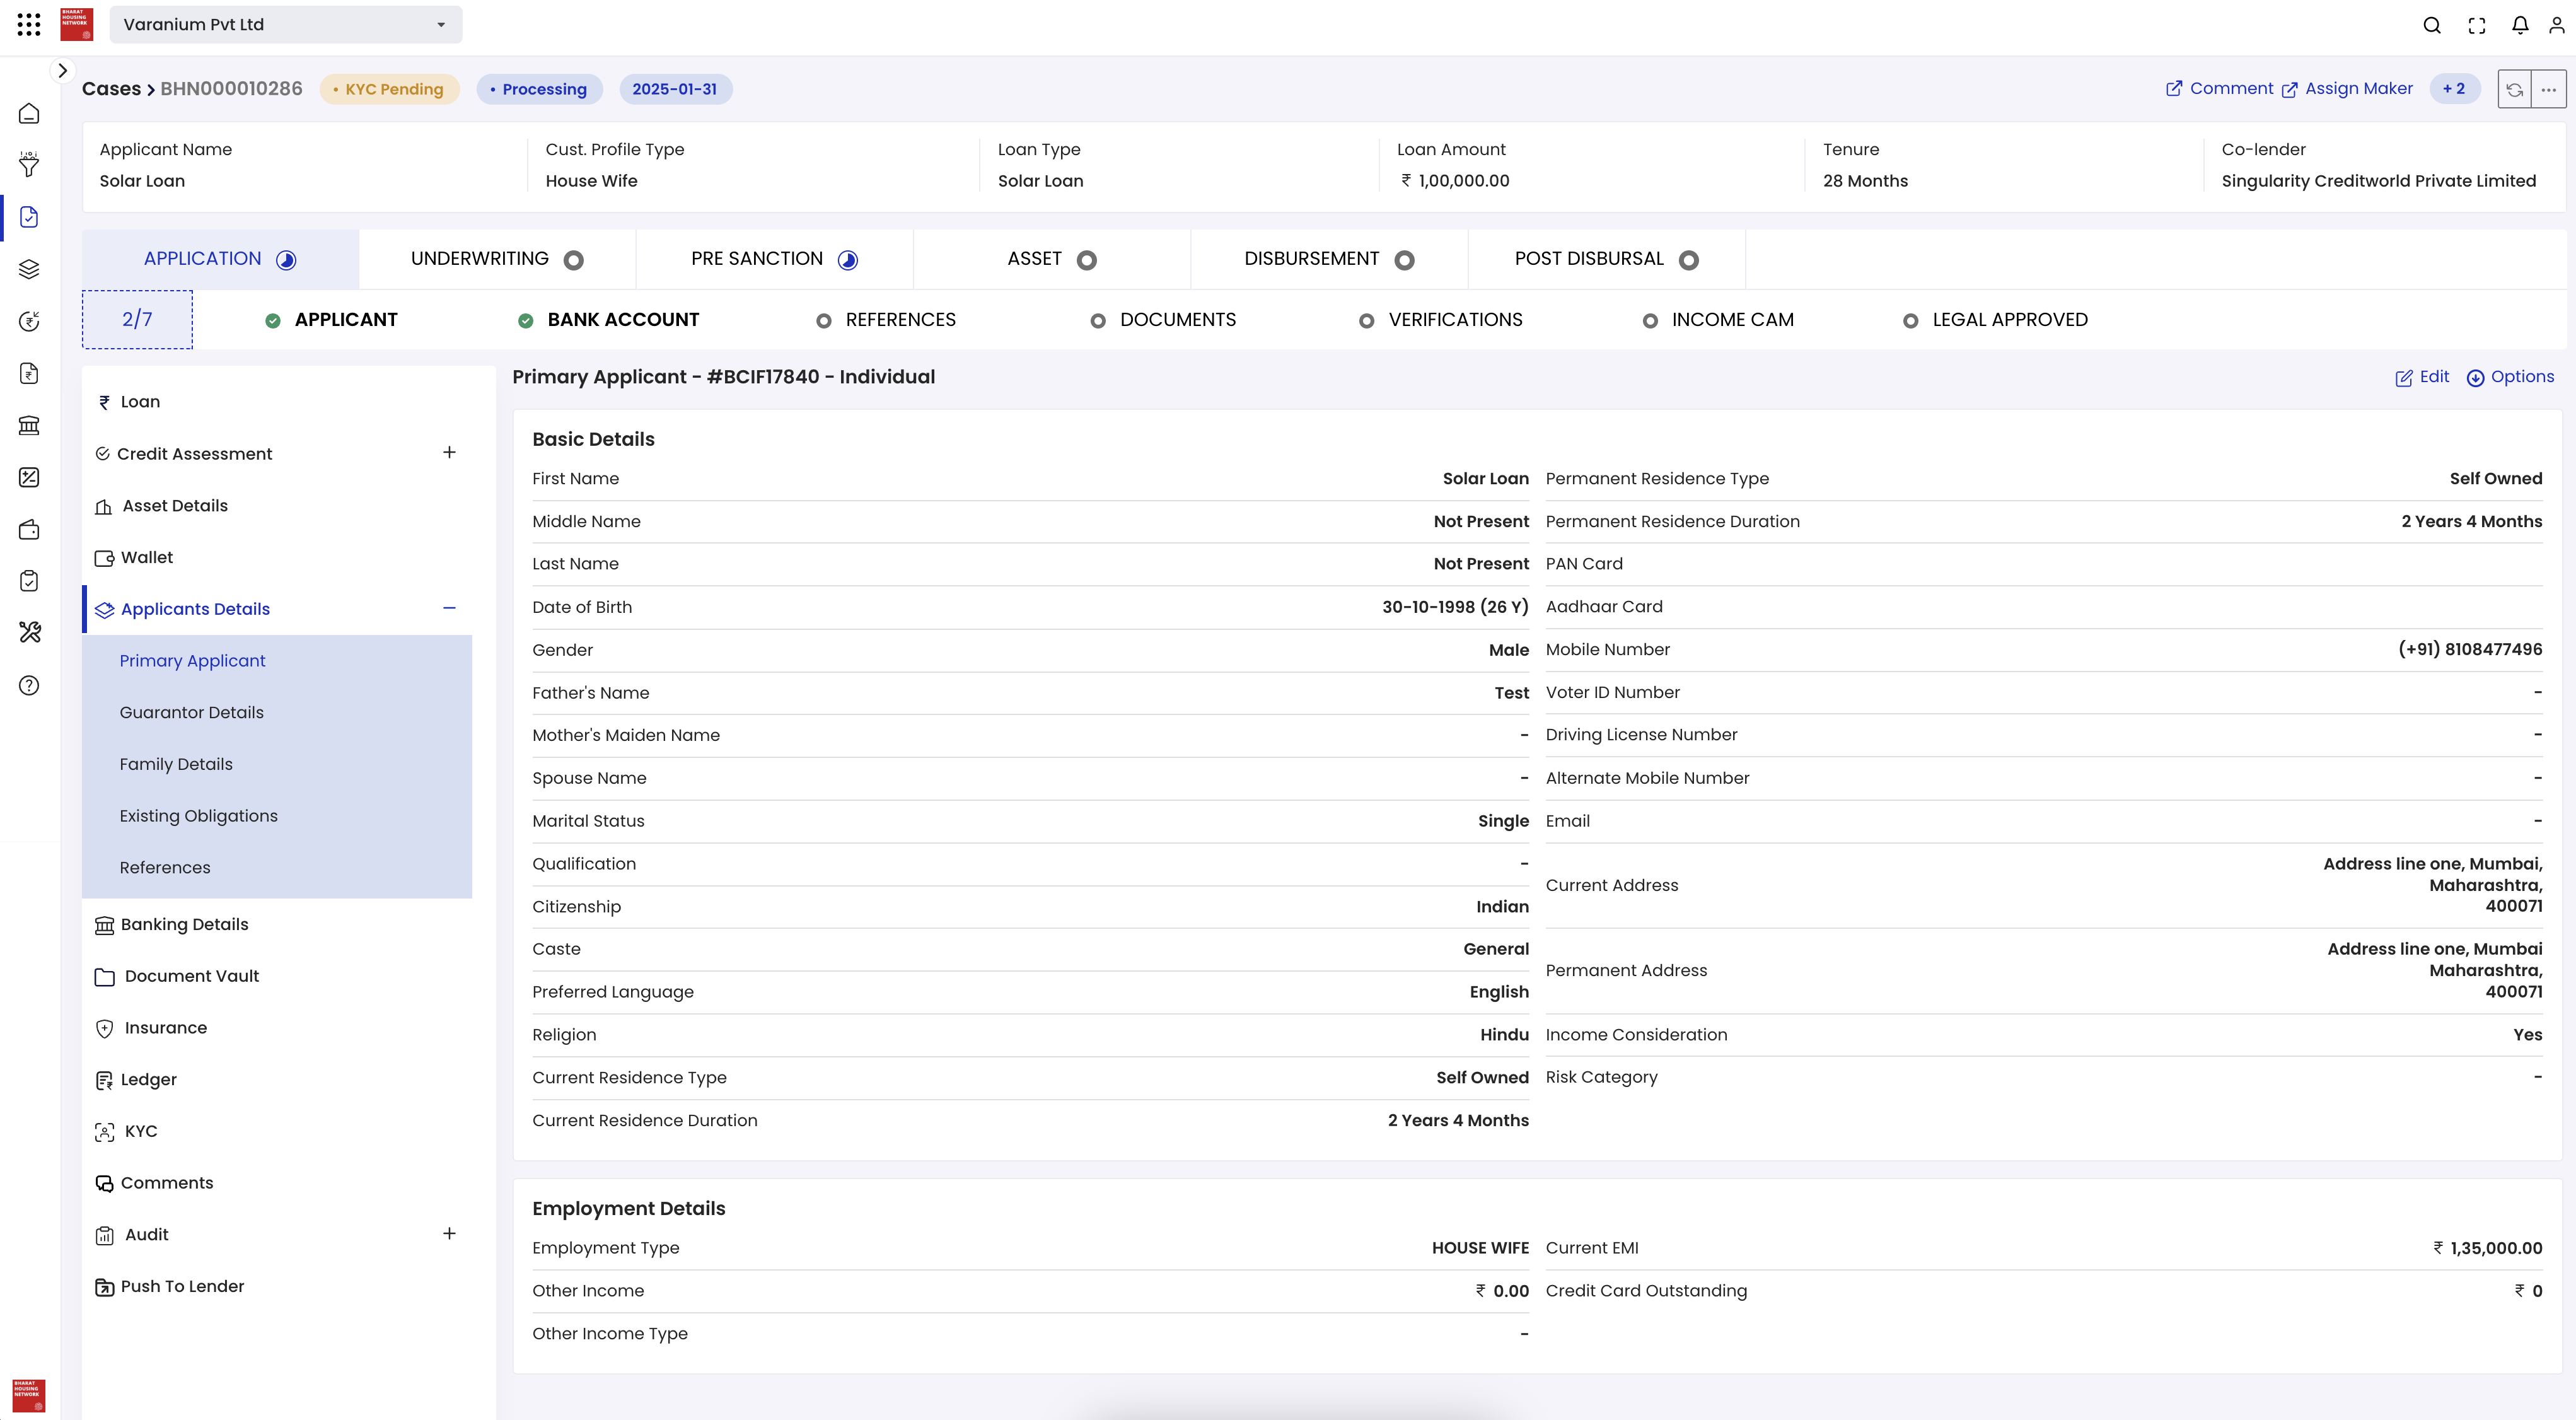 BHARAT
HOUSING
NETWORK
Varanium Pvt Ltd
Cases > BHN000010286 • KYC Pending • Processing 2025-01-31
Comment Assign Maker + 2
Applicant Name
Solar Loan
Cust. Profile Type
House Wife
Loan Type
Solar Loan
Loan Amount
₹ 1,00,000.00
Tenure
28 Months
Co-lender
Singularity Creditworld Private Limited
APPLICATION UNDERWRITING PRE SANCTION ASSET DISBURSEMENT POST DISBURSAL
2/7 APPLICANT BANK ACCOUNT REFERENCES DOCUMENTS VERIFICATIONS INCOME CAM LEGAL APPROVED
₹ Loan
Credit Assessment +
Asset Details
Wallet
Applicants Details −
Primary Applicant
Guarantor Details
Family Details
Existing Obligations
References
Banking Details
Document Vault
Insurance
Ledger
KYC
Comments
Audit +
Push To Lender
BHARAT
HOUSING
NETWORK
Primary Applicant - #BCIF17840 - Individual
Edit Options
Basic Details
First Name Solar Loan
Middle Name Not Present
Last Name Not Present
Date of Birth 30-10-1998 (26 Y)
Gender Male
Father's Name Test
Mother's Maiden Name -
Spouse Name -
Marital Status Single
Qualification -
Citizenship Indian
Caste General
Preferred Language English
Religion Hindu
Current Residence Type Self Owned
Current Residence Duration 2 Years 4 Months
Permanent Residence Type Self Owned
Permanent Residence Duration 2 Years 4 Months
PAN Card
Aadhaar Card
Mobile Number (+91) 8108477496
Voter ID Number -
Driving License Number -
Alternate Mobile Number -
Email -
Current Address
Address line one, Mumbai,
Maharashtra,
400071
Permanent Address
Address line one, Mumbai
Maharashtra,
400071
Income Consideration Yes
Risk Category -
Employment Details
Employment Type HOUSE WIFE
Other Income ₹ 0.00
Other Income Type -
Current EMI ₹ 1,35,000.00
Credit Card Outstanding ₹ 0